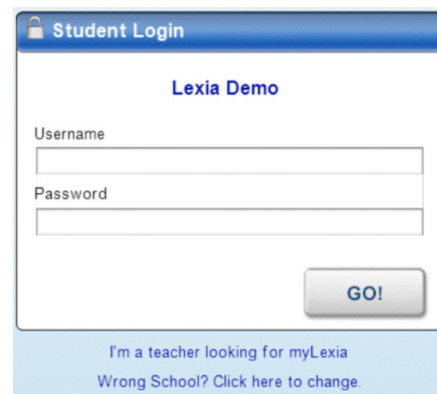 Student Login
Lexia Demo
Username
Password
GO!
I'm a teacher looking for myLexia
Wrong School? Click here to change.